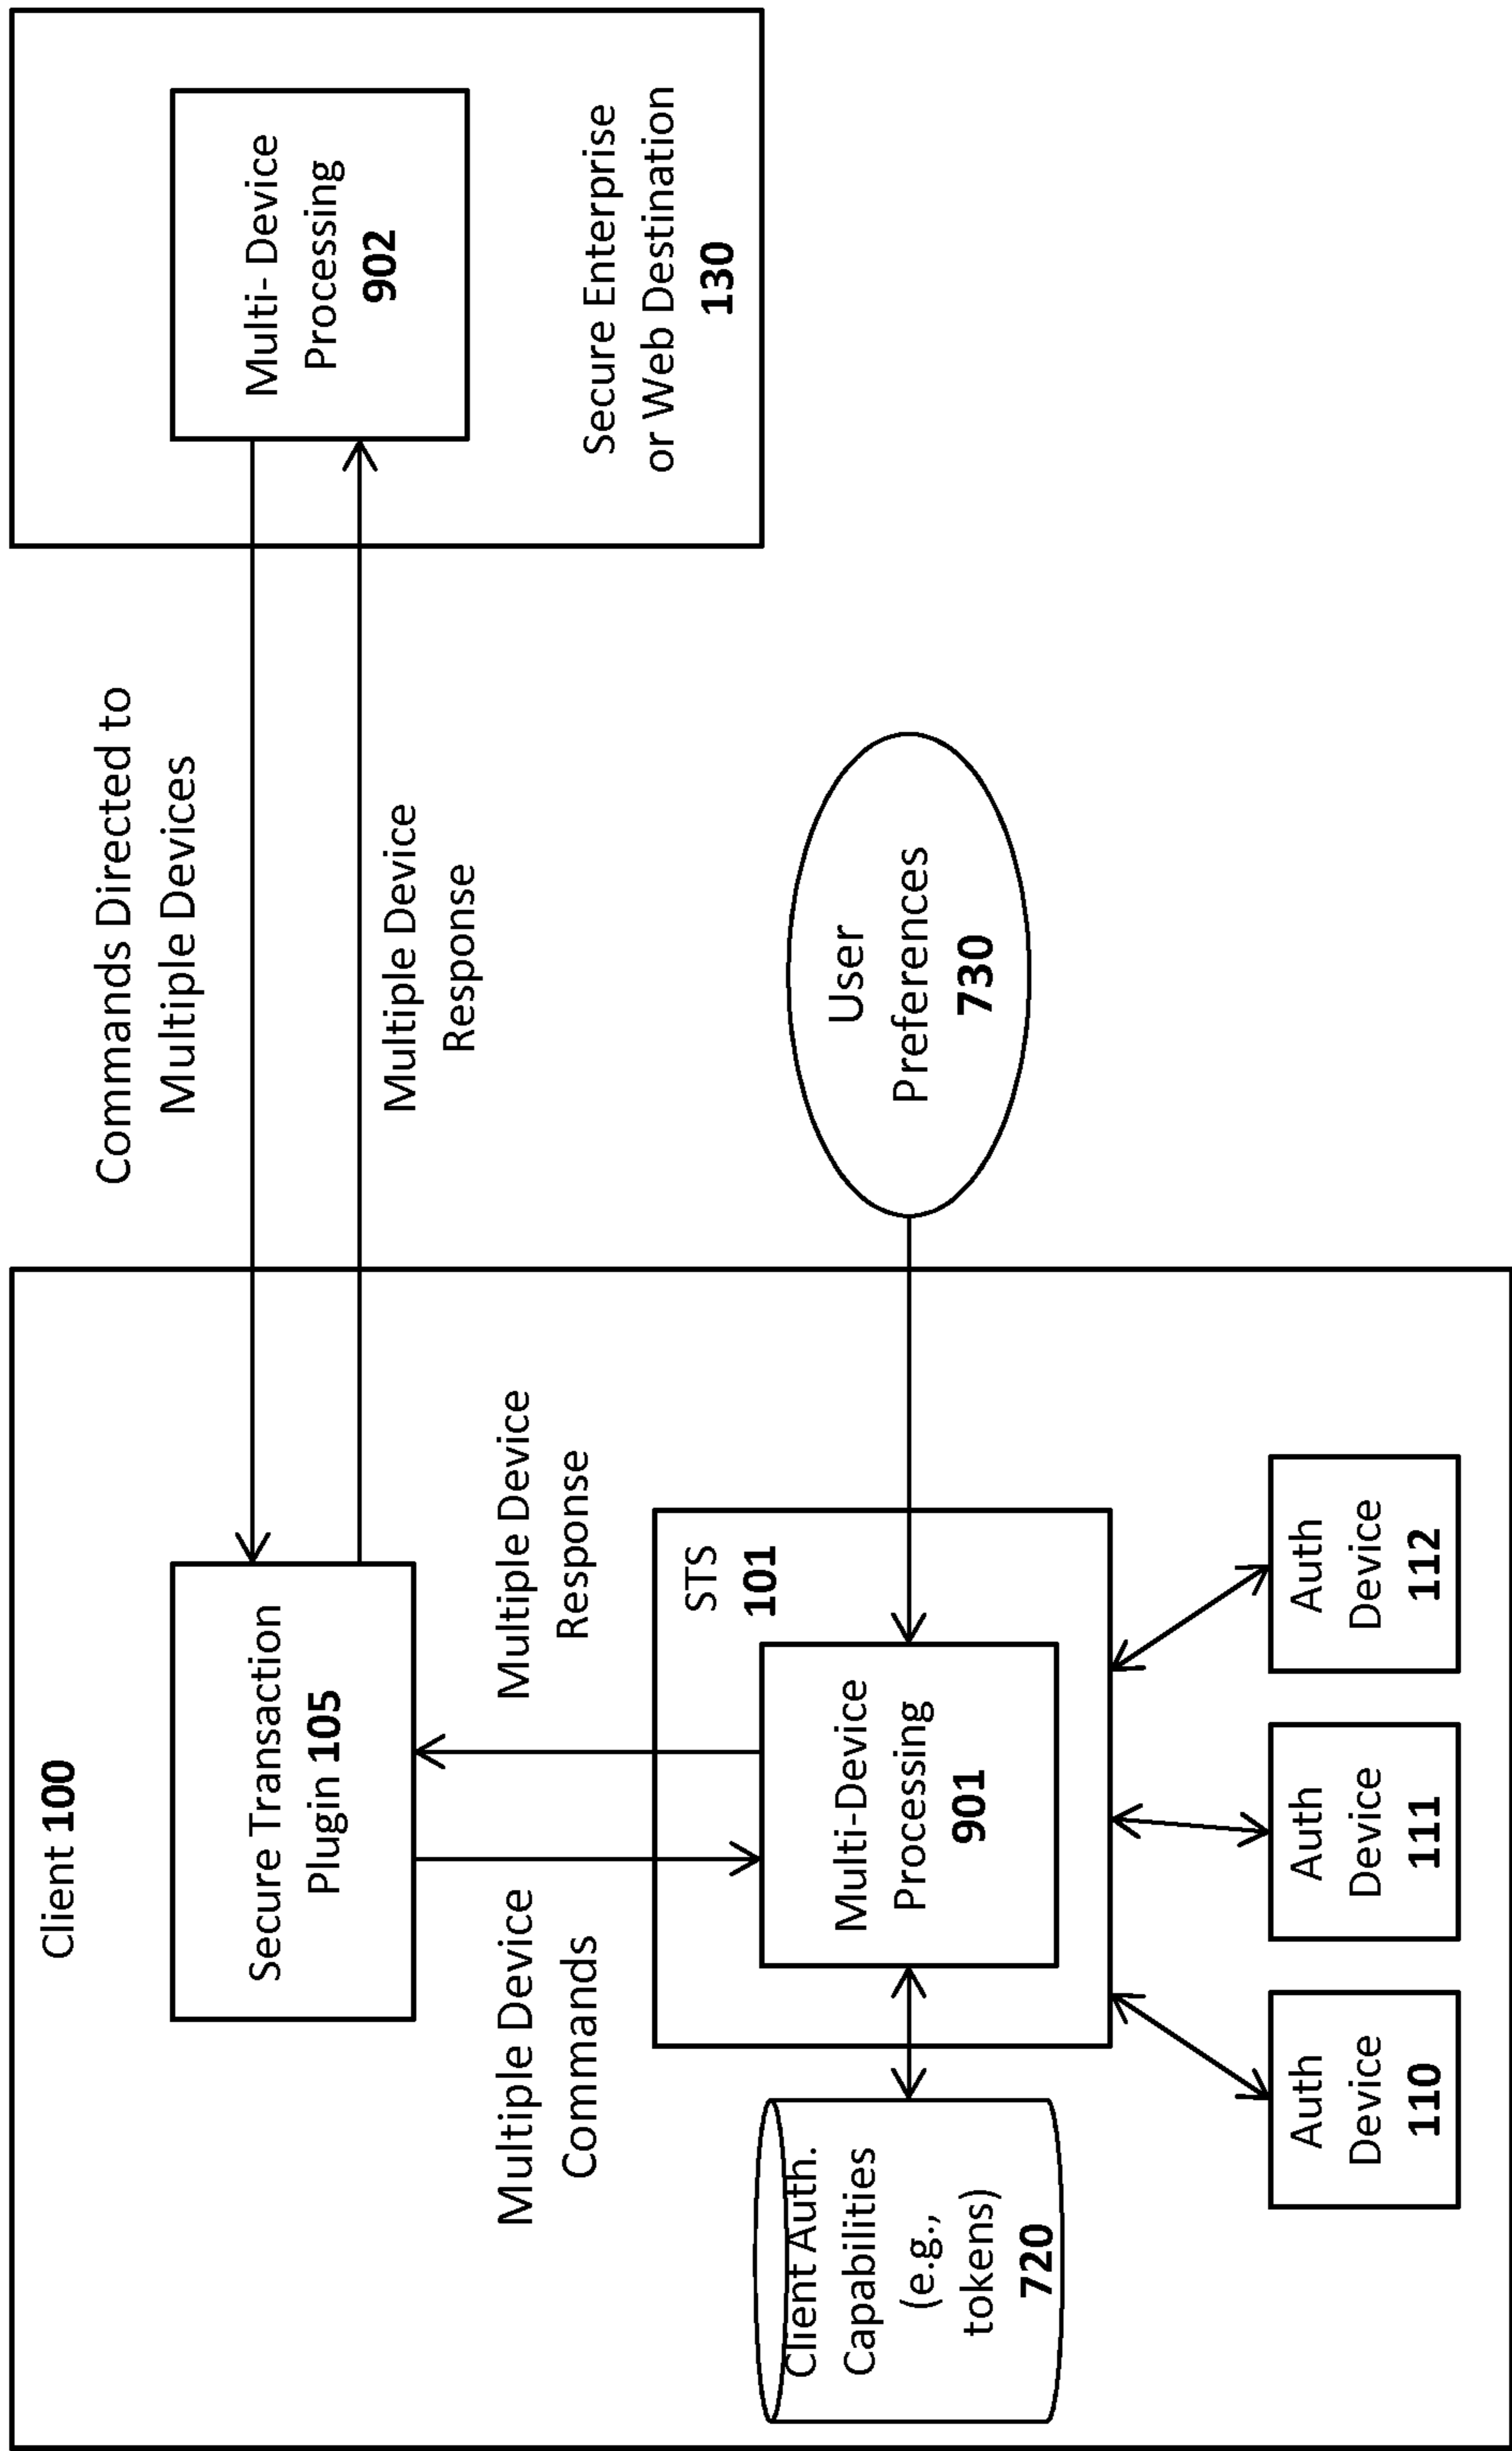 Client 100
Secure Transaction
Plugin 105
Multiple Device
Commands
Multiple Device
Response
Client Auth.
Capabilities
(e.g.,
tokens)
720
STS
101
Multi-Device
Processing
901
Auth
Device
110
Auth
Device
111
Auth
Device
112
Commands Directed to
Multiple Devices
Multiple Device
Response
User
Preferences
730
Multi- Device
Processing
902
Secure Enterprise
or Web Destination
130